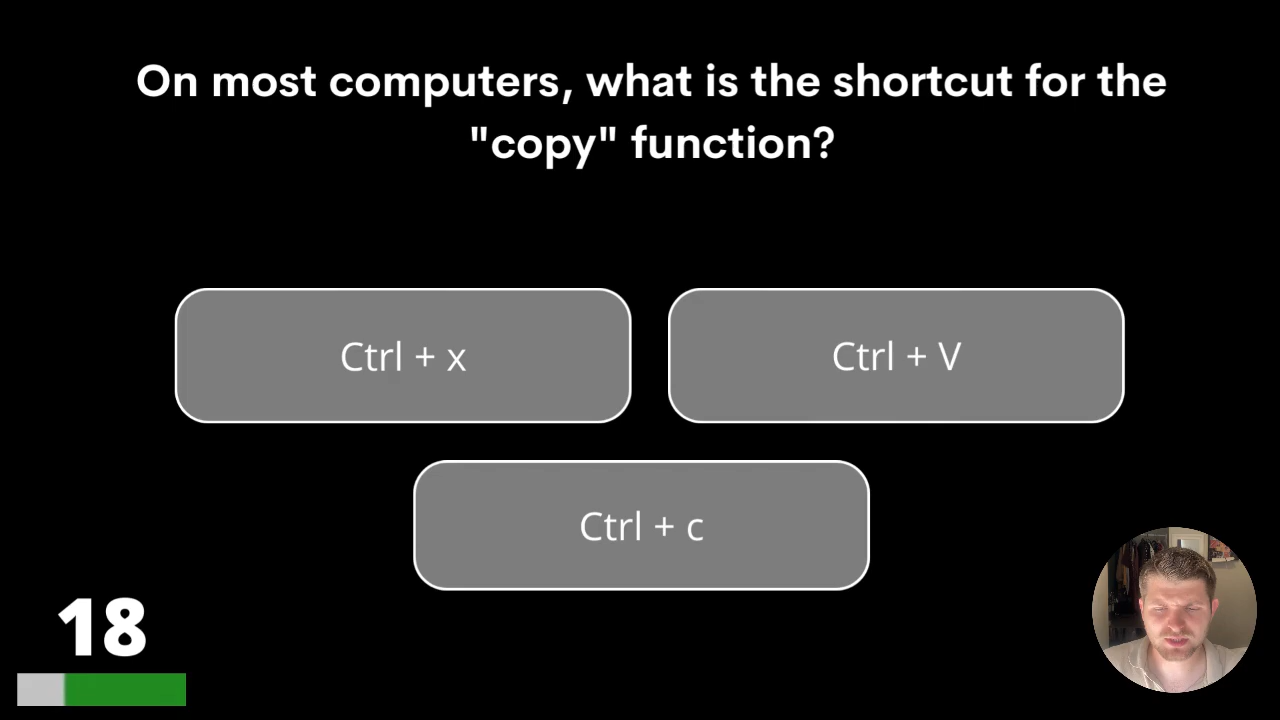 On most computers, what is the shortcut for the
"copy" function?
Ctrl + x
Ctrl + V
Ctrl + c
18